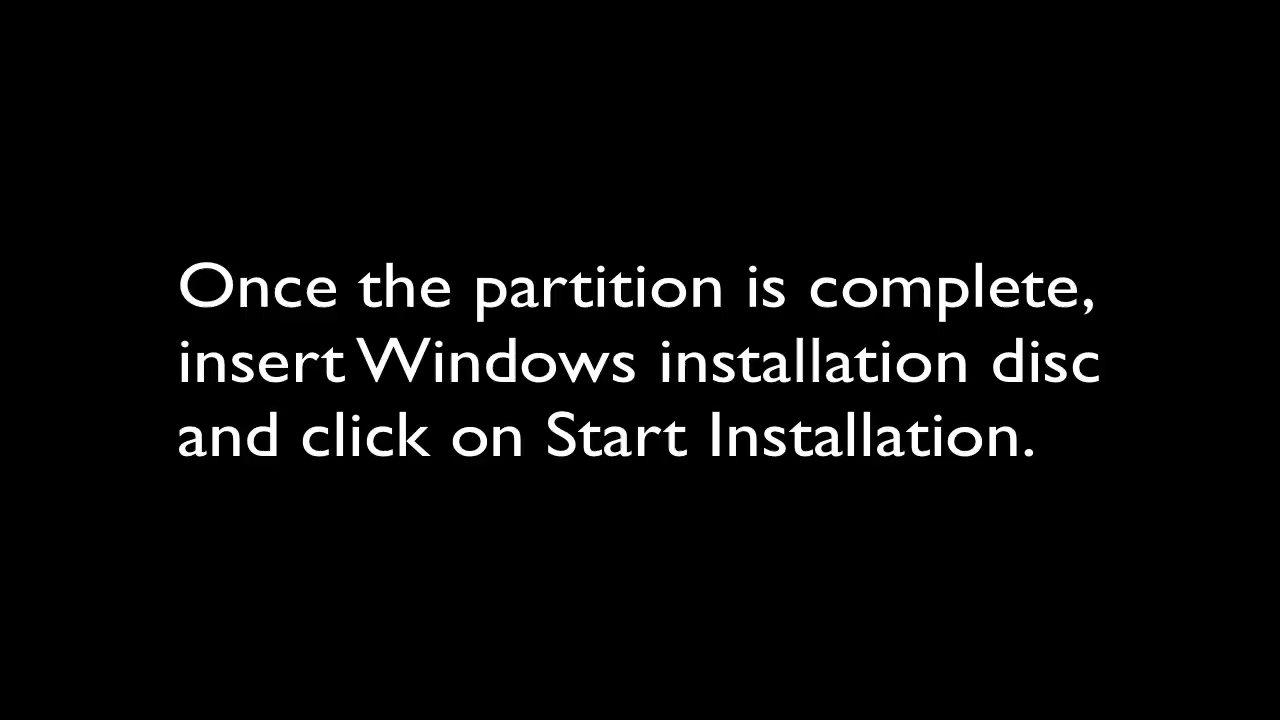 Once the partition is complete,
insert Windows installation disc
and click on Start Installation.